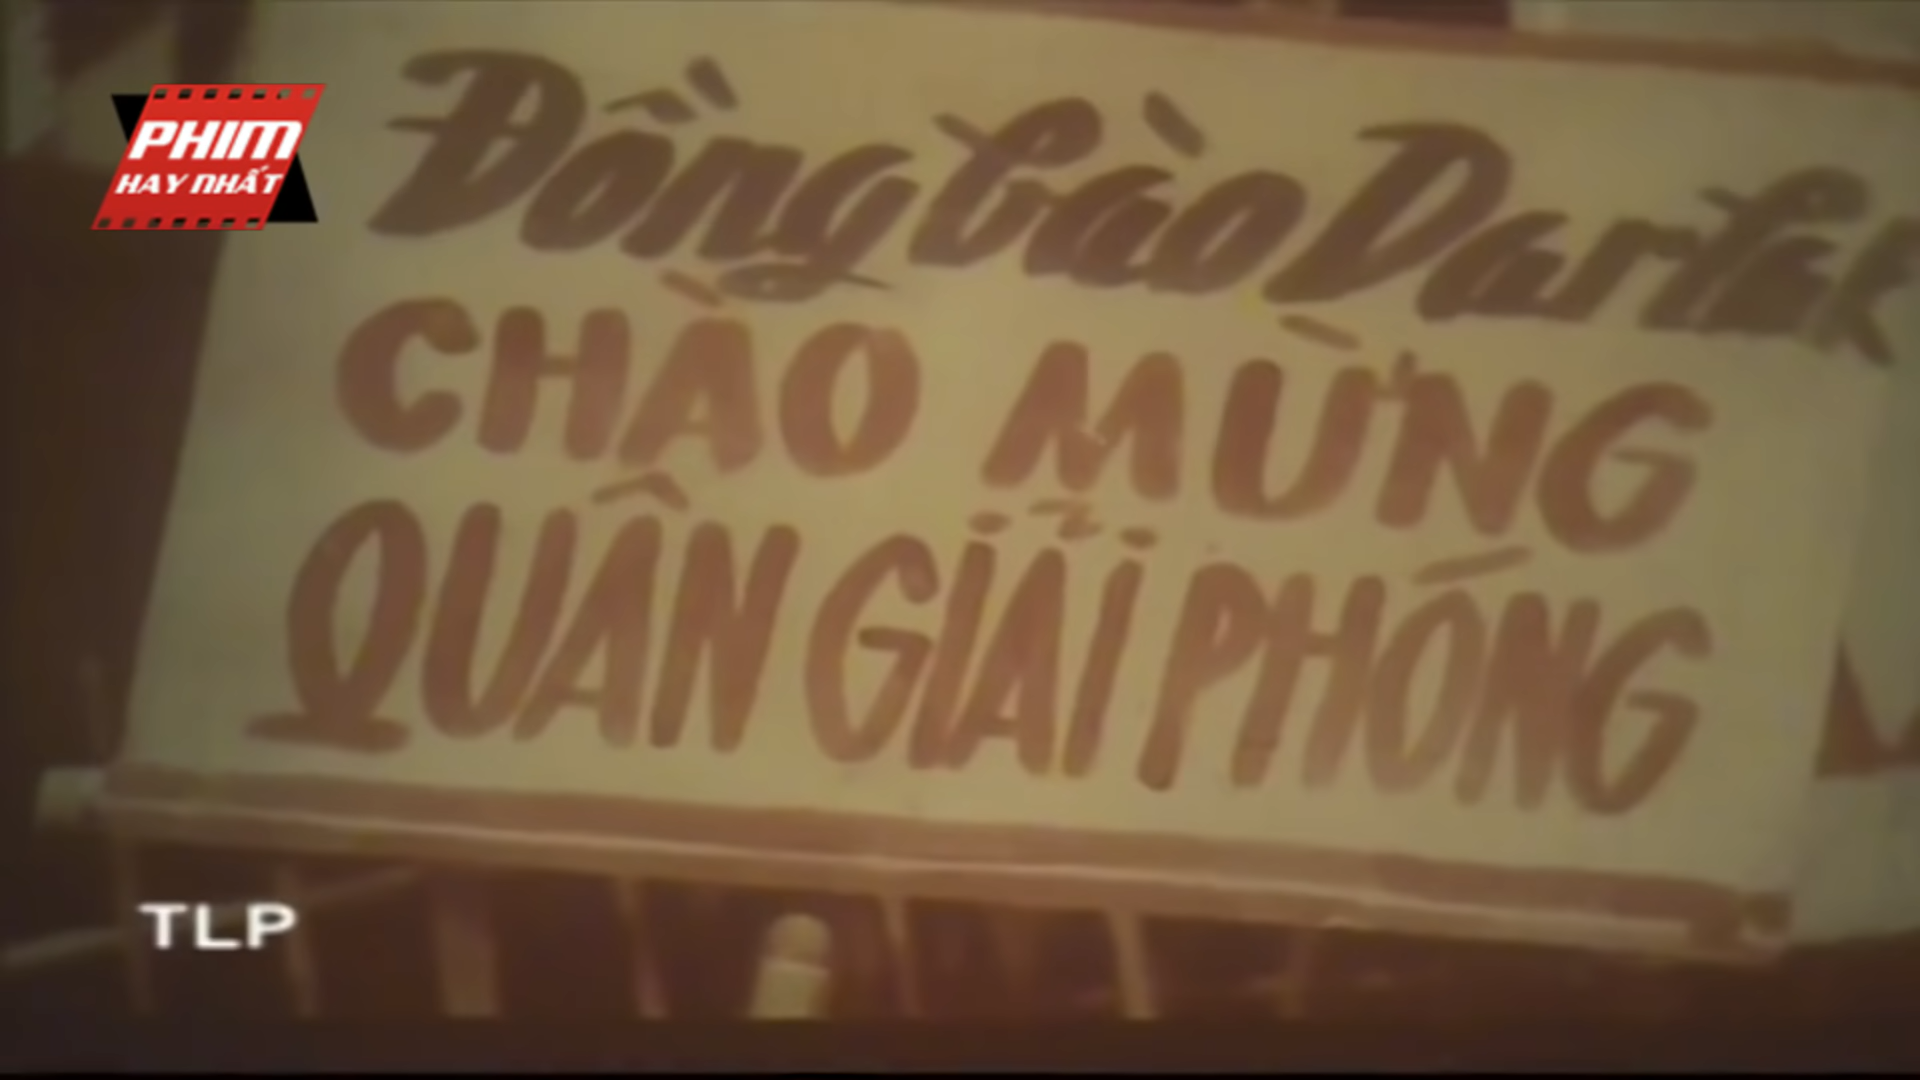 PHIM
HAY NHẤT
Đồng bào Darlak
CHÀO MỪNG
QUÂN GIẢI PHÓNG
TLP